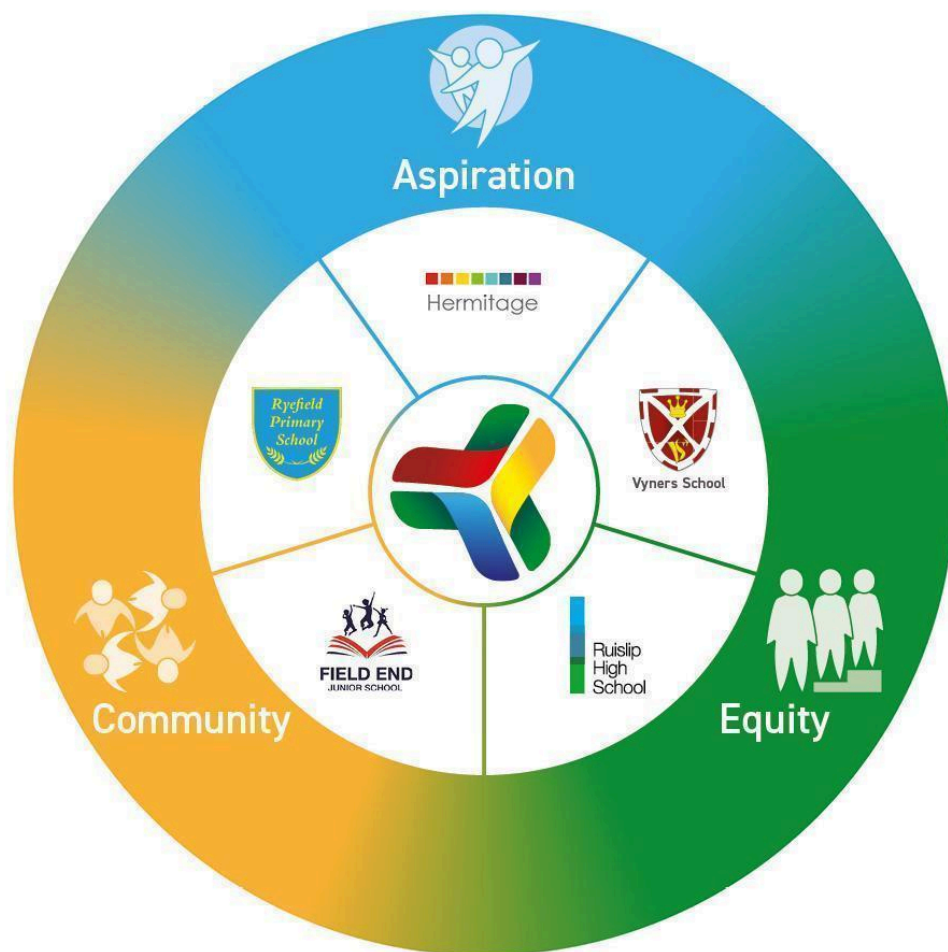 Aspiration
Hermitage
Ryefield
Primary
School
Vyners School
FIELD END
JUNIOR SCHOOL
Ruislip
High
School
Community
Equity